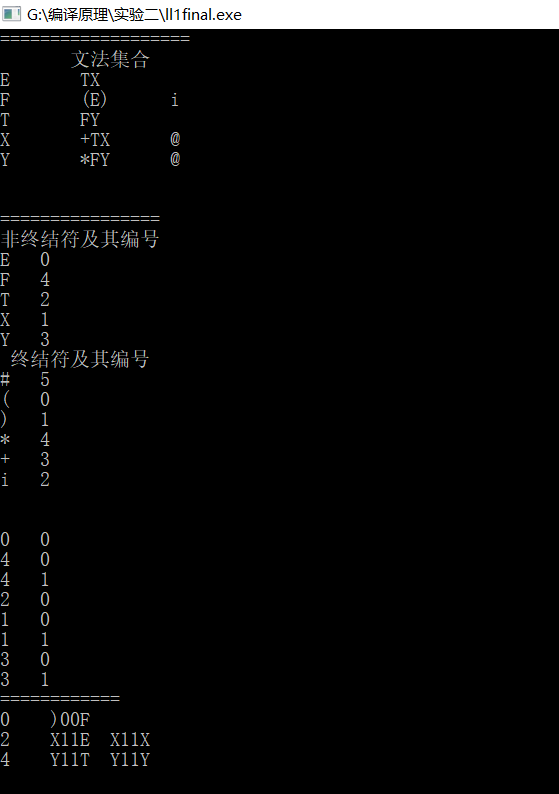 G:\编译原理\实验二\ll1final.exe
===================
文法集合
E TX
F (E) i
T FY
X +TX @
Y *FY @
================
非终结符及其编号
E 0
F 4
T 2
X 1
Y 3
终结符及其编号
# 5
( 0
) 1
* 4
+ 3
i 2
0 0
4 0
4 1
2 0
1 0
1 1
3 0
3 1
============
0 )00F
2 X11E X11X
4 Y11T Y11Y